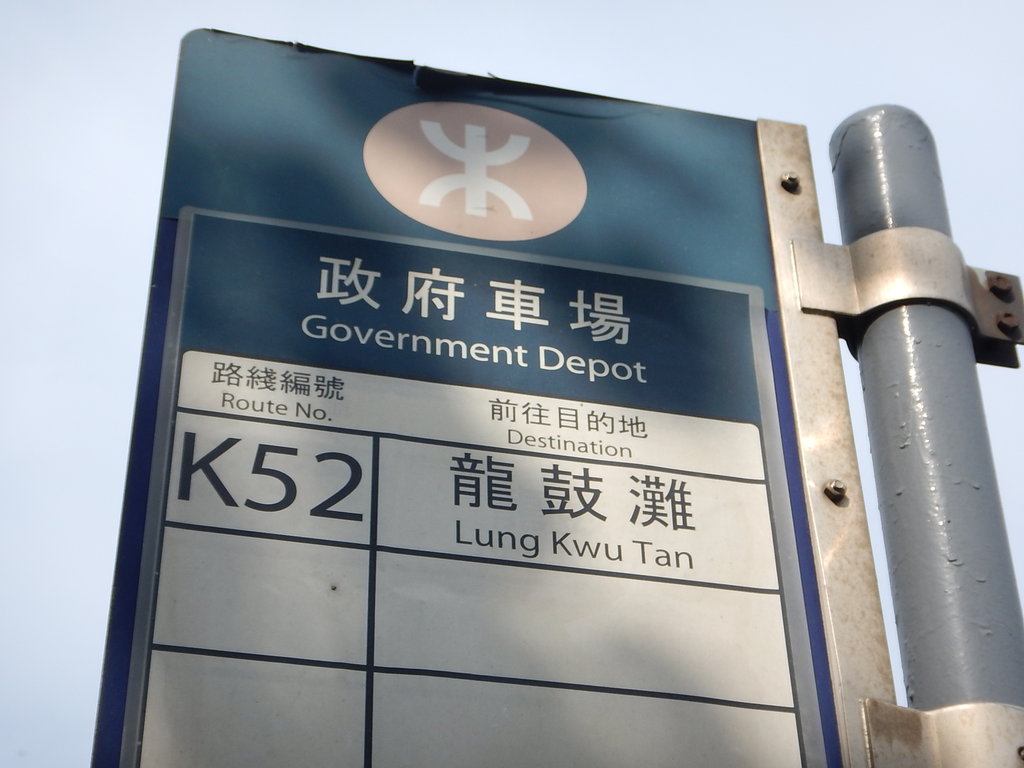 政府車場
Government Depot
路綫編號
Route No.
前往目的地
Destination
K52
龍鼓灘
Lung Kwu Tan